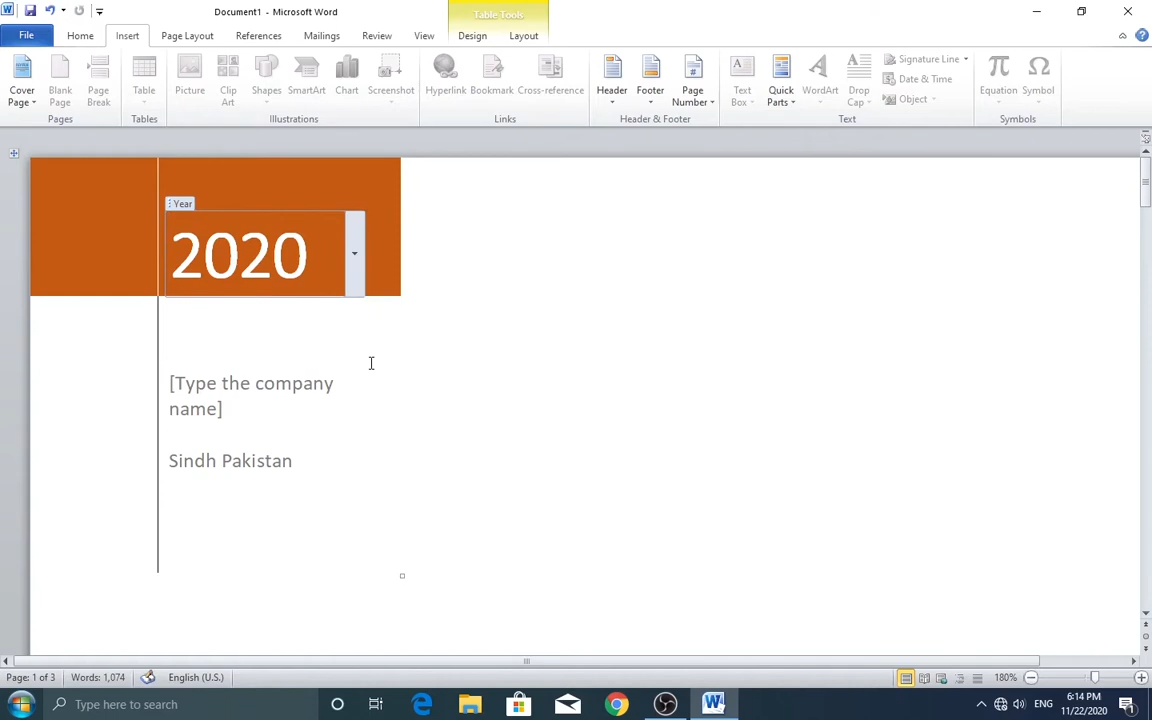 Document1 - Microsoft Word
Table Tools
File
Home
Insert
Page Layout
References
Mailings
Review
View
Design
Layout
Cover
Page
Blank
Page
Page
Break
Pages
Table
Tables
Picture
Clip
Art
Shapes
SmartArt
Chart
Screenshot
Illustrations
Hyperlink
Bookmark
Cross-reference
Links
Header
Footer
Page
Number
Header & Footer
Text
Box
Quick
Parts
WordArt
Drop
Cap
Signature Line
Date & Time
Object
Text
Equation
Symbol
Symbols
Year
2020
[Type the company
name]
Sindh Pakistan
Page: 1 of 3
Words: 1,074
English (U.S.)
180%
Type here to search
ENG
6:14 PM
11/22/2020
1